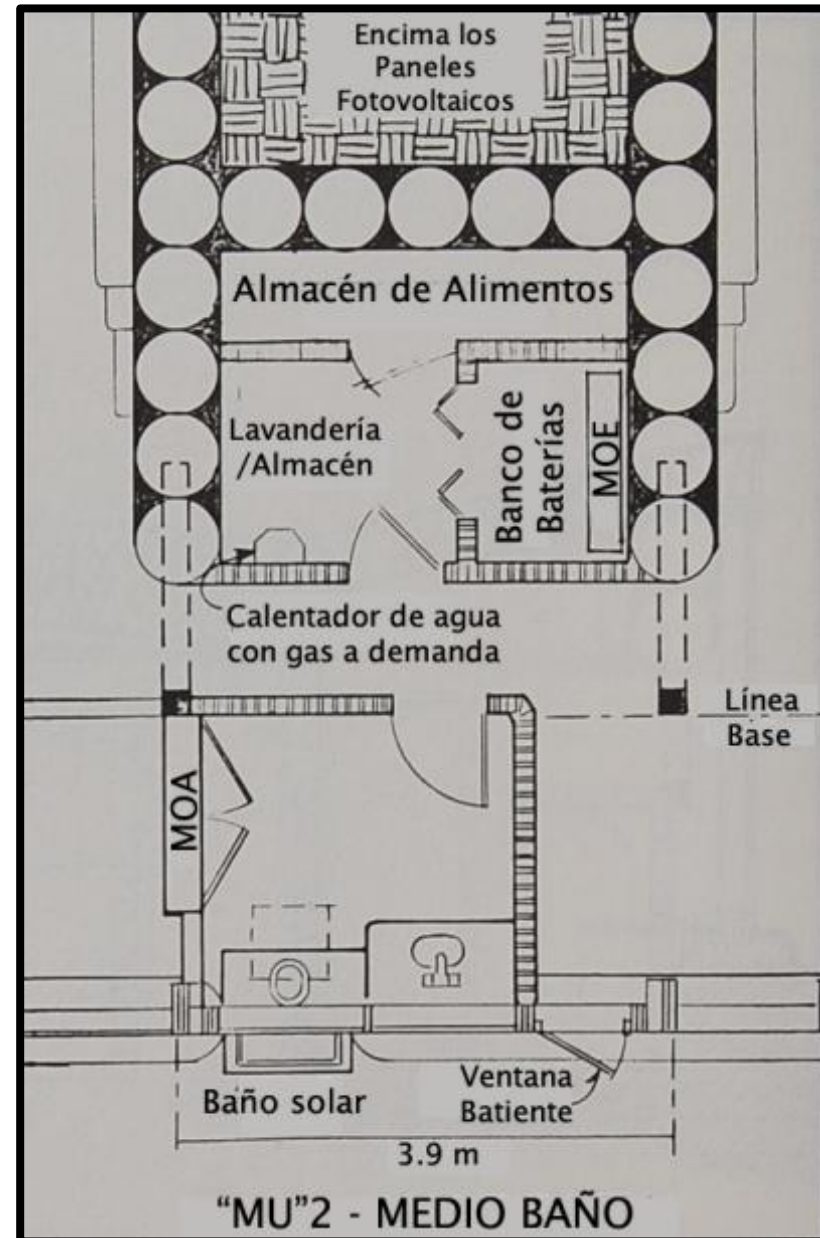 Encima los
Paneles
Fotovoltaicos
Almacén de Alimentos
Lavandería
/Almacén
Banco de
Baterías
MOE
Calentador de agua
con gas a demanda
Línea
Base
MOA
Baño solar
Ventana
Batiente
3.9 m
“MU”2 - MEDIO BAÑO